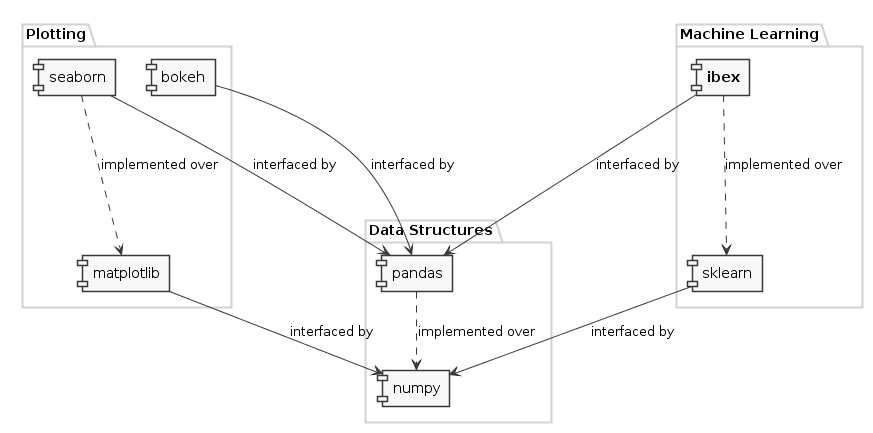 Plotting
Machine Learning
seaborn
bokeh
ibex
implemented over
interfaced by
interfaced by
interfaced by
implemented over
Data Structures
matplotlib
pandas
sklearn
interfaced by
implemented over
interfaced by
numpy